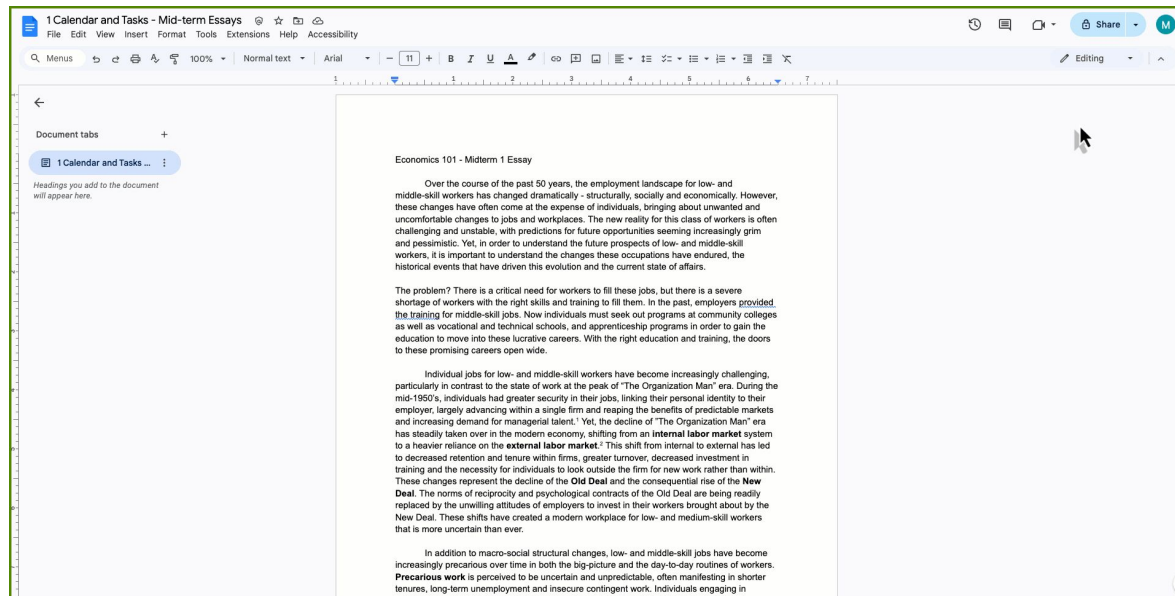 1 Calendar and Tasks - Mid-term Essays
File Edit View Insert Format Tools Extensions Help Accessibility
Share
M
Menus
100%
Normal text
Arial
11
B I U A
Editing
1 1 2 3 4 5 6 7
Document tabs
1 Calendar and Tasks ...
Headings you add to the document
will appear here.
Economics 101 - Midterm 1 Essay
Over the course of the past 50 years, the employment landscape for low- and
middle-skill workers has changed dramatically - structurally, socially and economically. However,
these changes have often come at the expense of individuals, bringing about unwanted and
uncomfortable changes to jobs and workplaces. The new reality for this class of workers is often
challenging and unstable, with predictions for future opportunities seeming increasingly grim
and pessimistic. Yet, in order to understand the future prospects of low- and middle-skill
workers, it is important to understand the changes these occupations have endured, the
historical events that have driven this evolution and the current state of affairs.
The problem? There is a critical need for workers to fill these jobs, but there is a severe
shortage of workers with the right skills and training to fill them. In the past, employers provided
the training for middle-skill jobs. Now individuals must seek out programs at community colleges
as well as vocational and technical schools, and apprenticeship programs in order to gain the
education to move into these lucrative careers. With the right education and training, the doors
to these promising careers open wide.
Individual jobs for low- and middle-skill workers have become increasingly challenging,
particularly in contrast to the state of work at the peak of "The Organization Man" era. During the
mid-1950's, individuals had greater security in their jobs, linking their personal identity to their
employer, largely advancing within a single firm and reaping the benefits of predictable markets
and increasing demand for managerial talent.¹ Yet, the decline of "The Organization Man" era
has steadily taken over in the modern economy, shifting from an internal labor market system
to a heavier reliance on the external labor market.² This shift from internal to external has led
to decreased retention and tenure within firms, greater turnover, decreased investment in
training and the necessity for individuals to look outside the firm for new work rather than within.
These changes represent the decline of the Old Deal and the consequential rise of the New
Deal. The norms of reciprocity and psychological contracts of the Old Deal are being readily
replaced by the unwilling attitudes of employers to invest in their workers brought about by the
New Deal. These shifts have created a modern workplace for low- and medium-skill workers
that is more uncertain than ever.
In addition to macro-social structural changes, low- and middle-skill jobs have become
increasingly precarious over time in both the big-picture and the day-to-day routines of workers.
Precarious work is perceived to be uncertain and unpredictable, often manifesting in shorter
tenures, long-term unemployment and insecure contingent work. Individuals engaging in